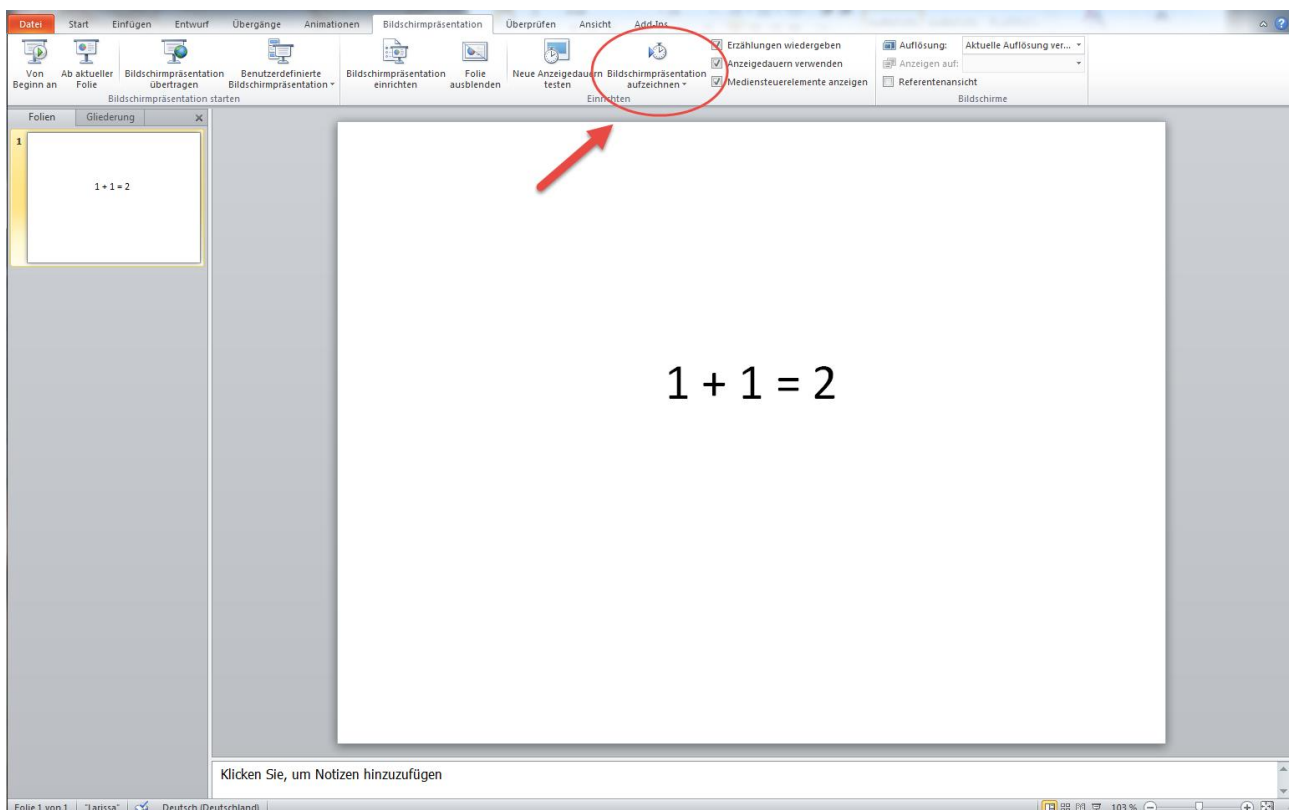 Datei Start Einfügen Entwurf Übergänge Animationen Bildschirmpräsentation Überprüfen Ansicht Add-Ins
Von Beginn an
Ab aktueller Folie
Bildschirmpräsentation übertragen
Benutzerdefinierte Bildschirmpräsentation
Bildschirmpräsentation einrichten
Folie ausblenden
Neue Anzeigedauern testen
Bildschirmpräsentation aufzeichnen
Erzählungen wiedergeben
Anzeigedauern verwenden
Mediensteuerelemente anzeigen
Auflösung: Aktuelle Auflösung ver...
Anzeigen auf:
Referentenansicht
Bildschirmpräsentation starten
Einrichten
Bildschirme
Folien Gliederung
1
1 + 1 = 2
1 + 1 = 2
Klicken Sie, um Notizen hinzuzufügen
Folie 1 von 1 "Larissa" Deutsch (Deutschland) 103 %